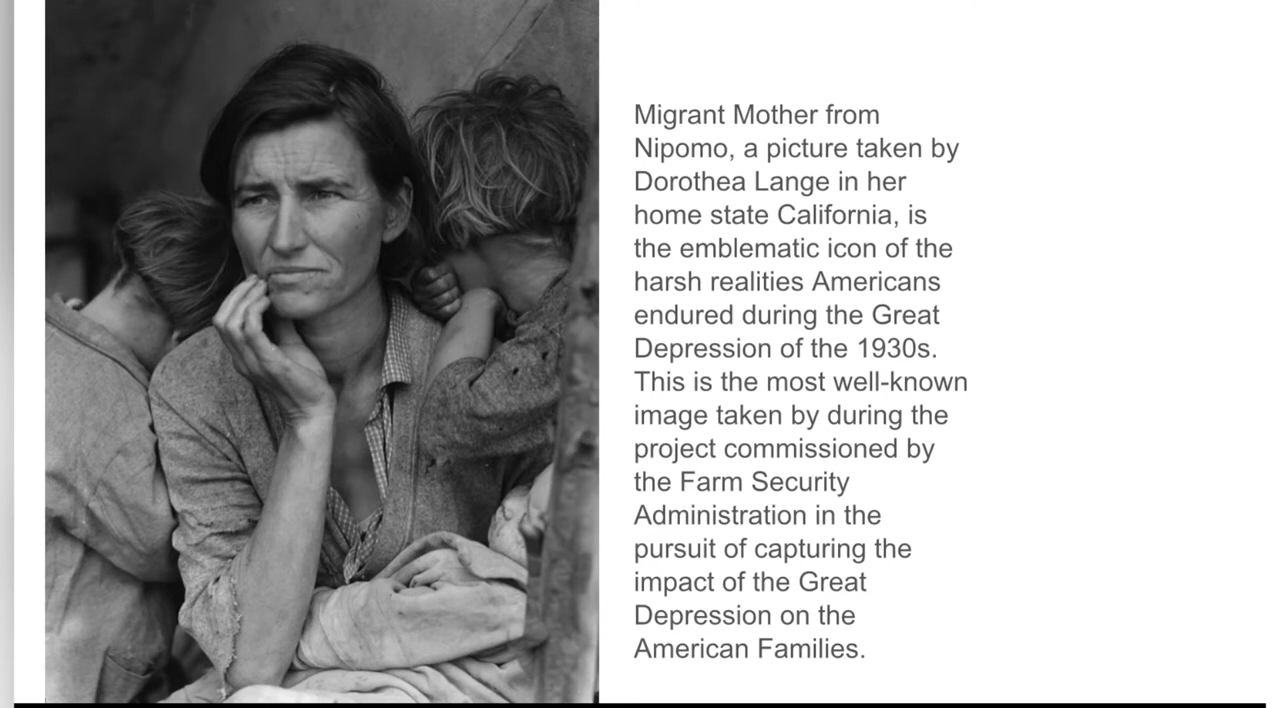 Migrant Mother from
Nipomo, a picture taken by
Dorothea Lange in her
home state California, is
the emblematic icon of the
harsh realities Americans
endured during the Great
Depression of the 1930s.
This is the most well-known
image taken by during the
project commissioned by
the Farm Security
Administration in the
pursuit of capturing the
impact of the Great
Depression on the
American Families.